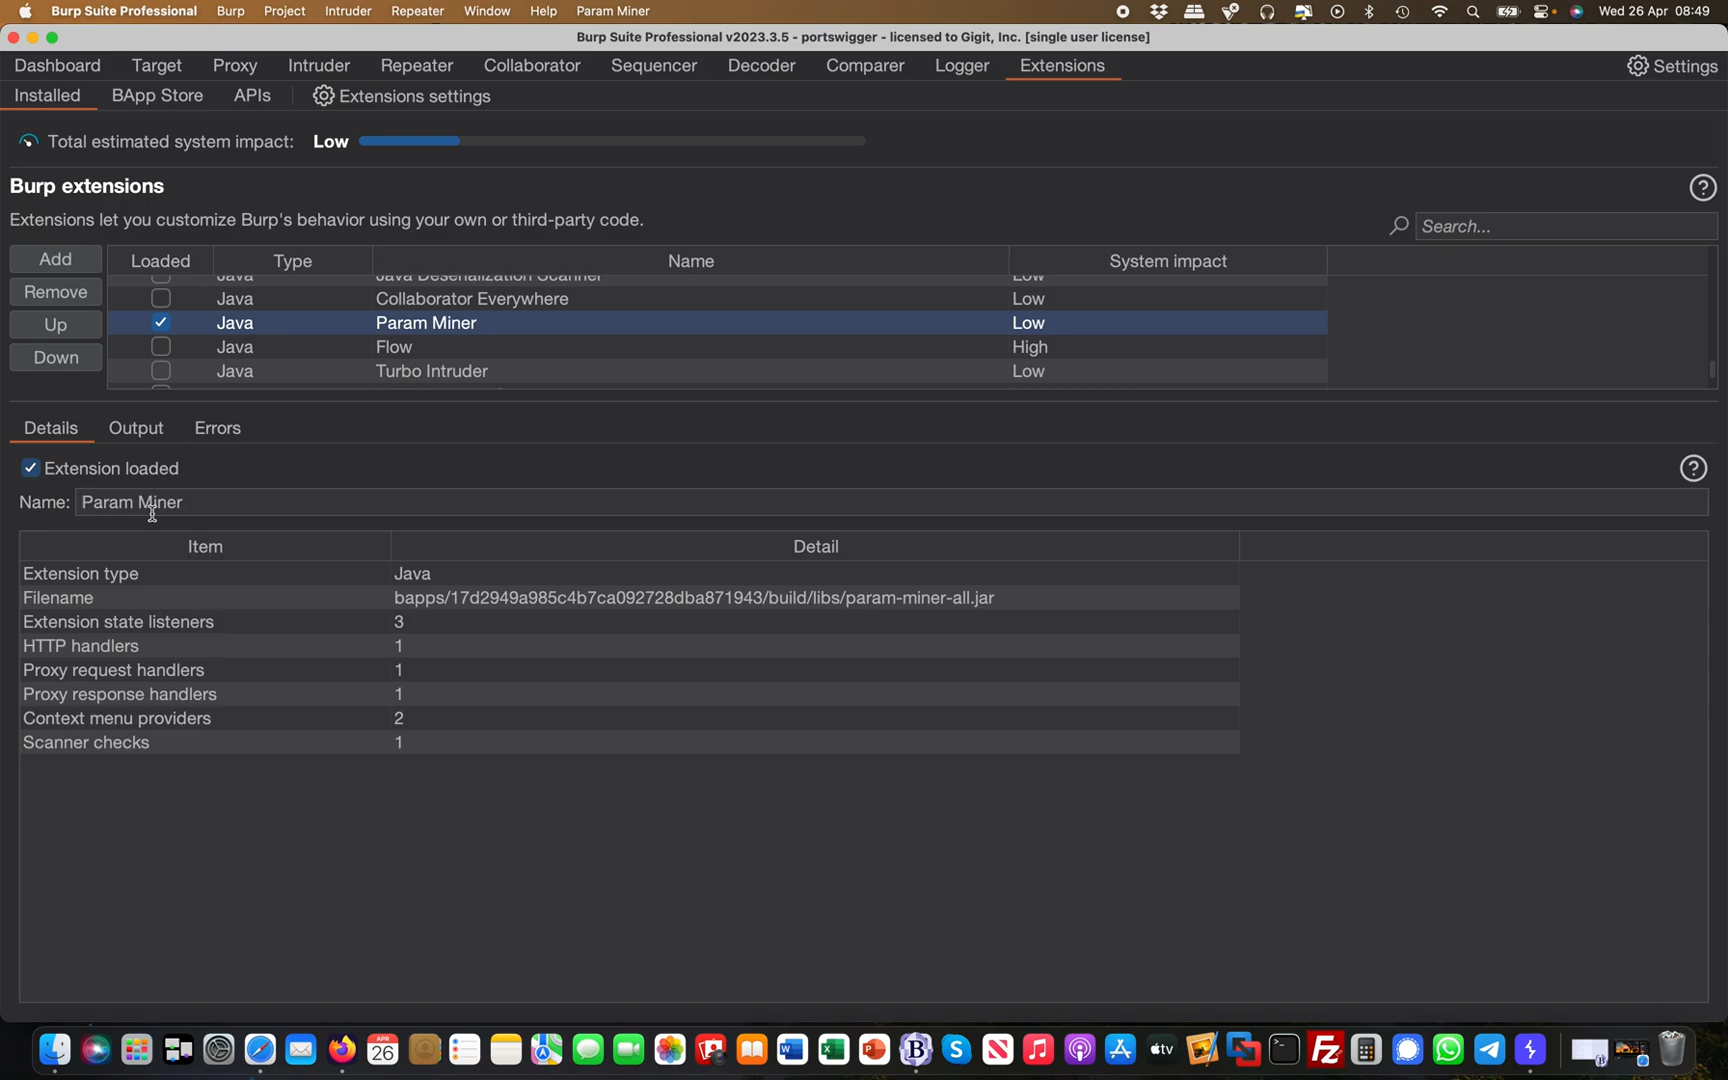 Burp Suite Professional Burp Project Intruder Repeater Window Help Param Miner Wed 26 Apr 08:49
Burp Suite Professional v2023.3.5 - portswigger - licensed to Gigit, Inc. [single user license]
Dashboard Target Proxy Intruder Repeater Collaborator Sequencer Decoder Comparer Logger Extensions Settings
Installed BApp Store APIs Extensions settings
Total estimated system impact: Low
Burp extensions
Extensions let you customize Burp's behavior using your own or third-party code.
Search...
Add Loaded Type Name System impact
Java Java Deserialization Scanner Low
Remove Java Collaborator Everywhere Low
Up Java Param Miner Low
Down Java Flow High
Java Turbo Intruder Low
Details Output Errors
Extension loaded
Name: Param Miner
Item Detail
Extension type Java
Filename bapps/17d2949a985c4b7ca092728dba871943/build/libs/param-miner-all.jar
Extension state listeners 3
HTTP handlers 1
Proxy request handlers 1
Proxy response handlers 1
Context menu providers 2
Scanner checks 1
APR
26
tv